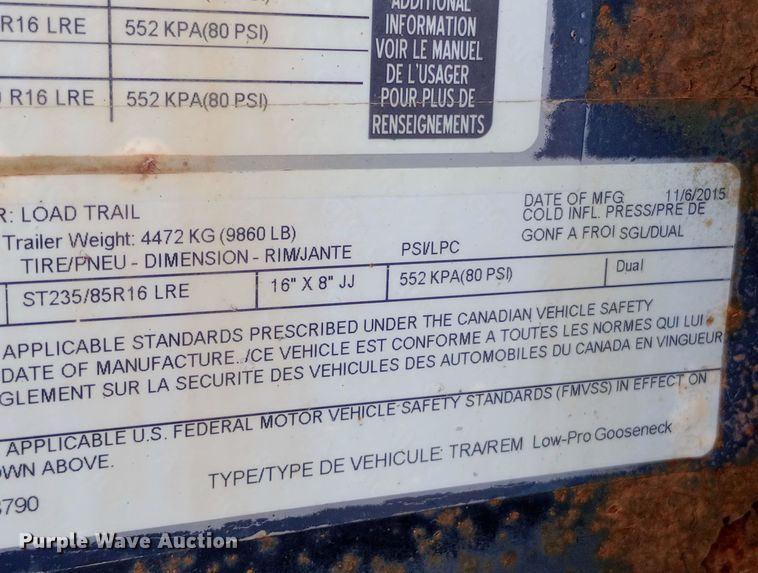 ADDITIONAL
INFORMATION
VOIR LE MANUEL
DE L'USAGER
POUR PLUS DE
RENSEIGNEMENTS
R16 LRE 552 KPA(80 PSI)
R16 LRE 552 KPA(80 PSI)
R: LOAD TRAIL
DATE OF MFG 11/6/2015
COLD INFL. PRESS/PRE DE
Trailer Weight: 4472 KG (9860 LB)
GONF A FROI SGL/DUAL
TIRE/PNEU - DIMENSION - RIM/JANTE PSI/LPC
ST235/85R16 LRE 16" X 8" JJ 552 KPA(80 PSI) Dual
APPLICABLE STANDARDS PRESCRIBED UNDER THE CANADIAN VEHICLE SAFETY
DATE OF MANUFACTURE. /CE VEHICLE EST CONFORME A TOUTES LES NORMES QUI LUI
GLEMENT SUR LA SECURITE DES VEHICULES DES AUTOMOBILES DU CANADA EN VINGUEUR
APPLICABLE U.S. FEDERAL MOTOR VEHICLE SAFETY STANDARDS (FMVSS) IN EFFECT ON
OWN ABOVE.
TYPE/TYPE DE VEHICULE: TRA/REM Low-Pro Gooseneck
3790
Purple Wave Auction